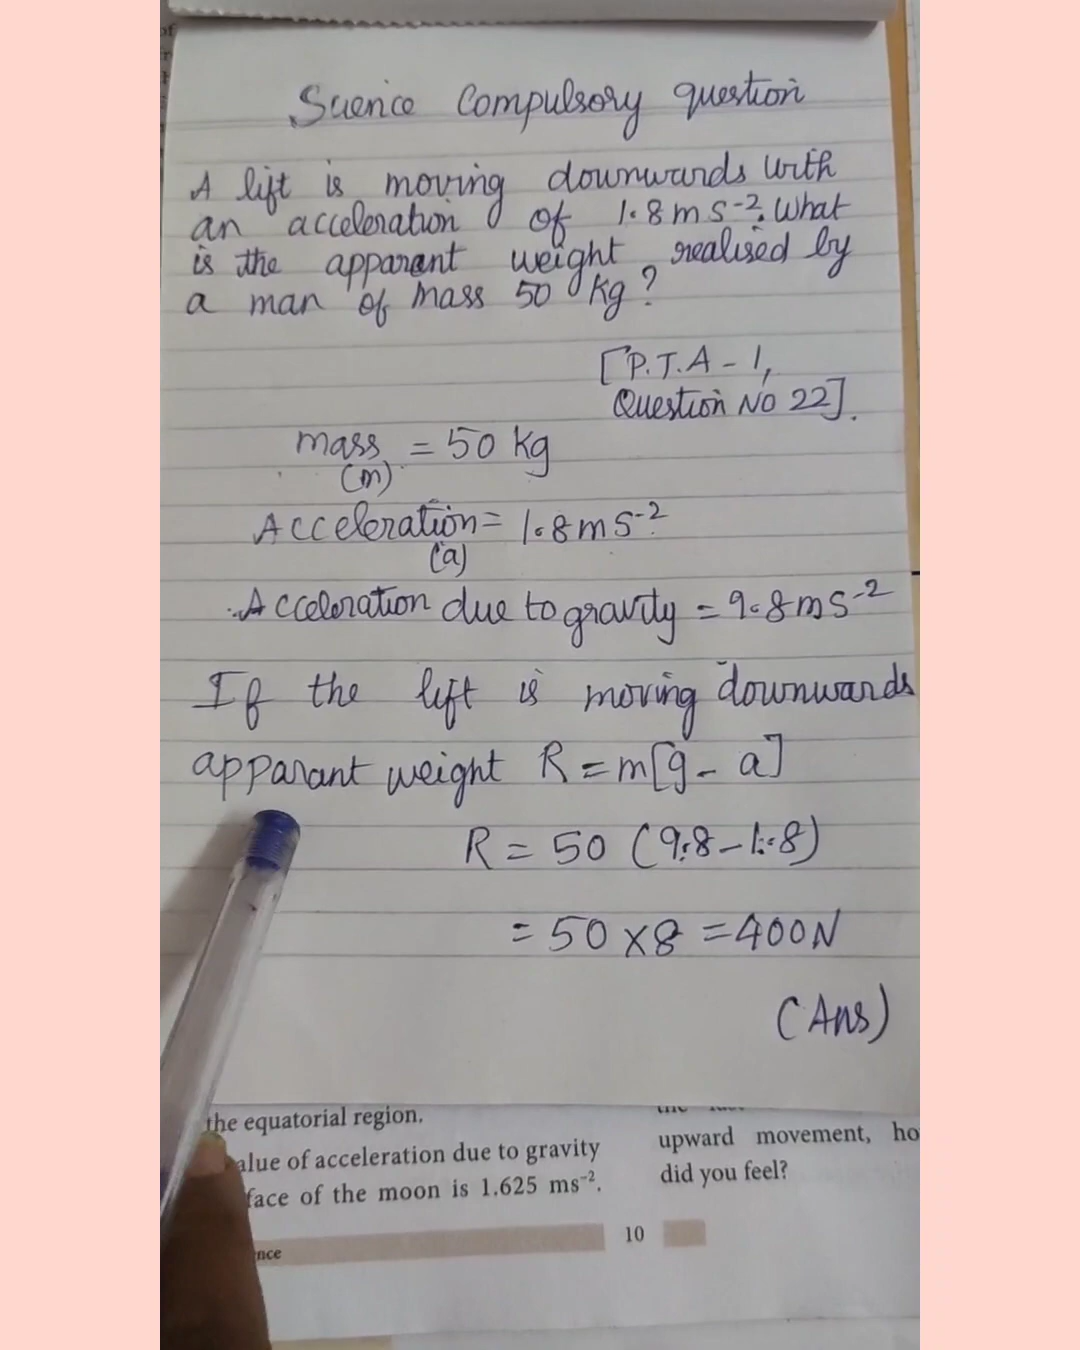 Science Compulsory question
A lift is moving downwards with
an acceleration of 1.8 m s-2. What
is the apparant weight realised by
a man of mass 50 kg?
[P.T.A - 1,
Question No 22].
mass = 50 kg
(m)
Acceleration = 1.8 m s-2
(a)
Acceleration due to gravity = 9.8 m s-2
If the lift is moving downwards
apparant weight R = m[g - a]
R = 50 (9.8 - 1.8)
= 50 x 8 = 400N
(Ans)
the equatorial region.
alue of acceleration due to gravity
face of the moon is 1.625 ms-2.
upward movement, ho
did you feel?
10
nce